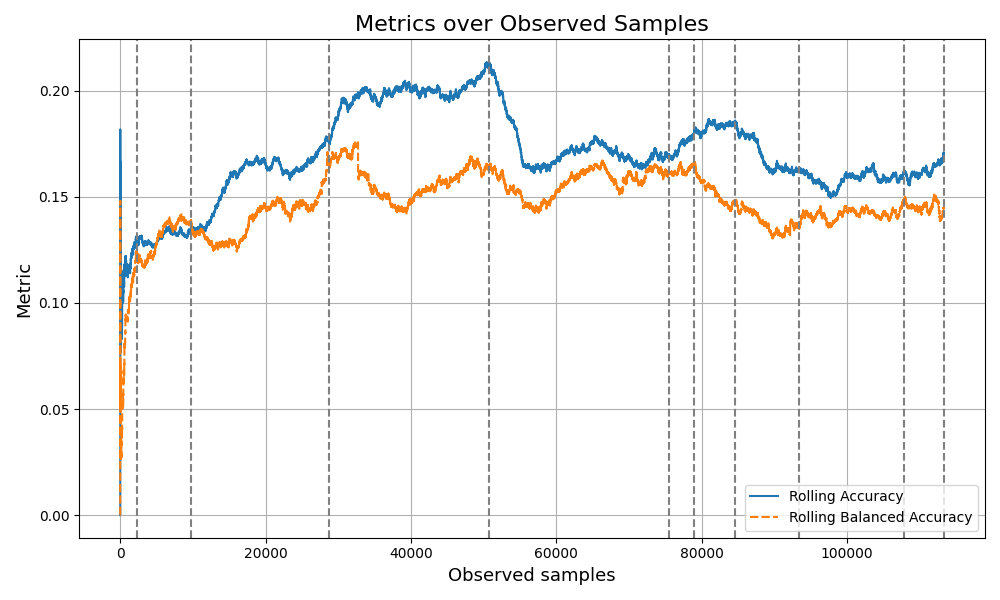 Metrics over Observed Samples
Metric
0.20
0.15
0.10
0.05
0.00
0
20000
40000
60000
80000
100000
Observed samples
Rolling Accuracy
Rolling Balanced Accuracy